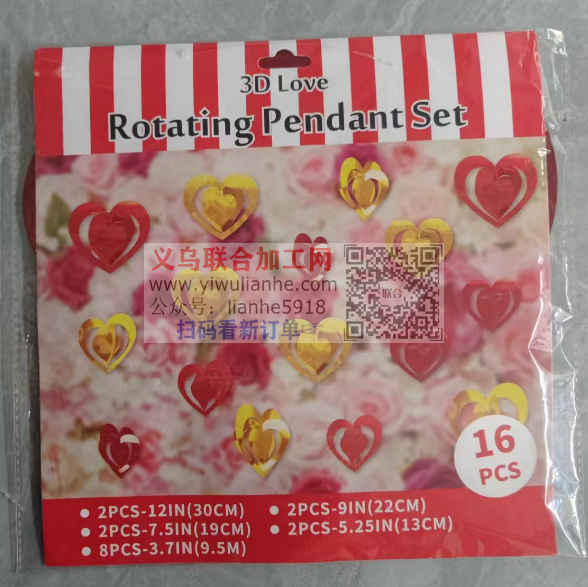 3D Love
Rotating Pendant Set
义乌联合加工网
www.yiwulianhe.com
公众号：lianhe5918
联合
扫码看新订单
16
PCS
2PCS-12IN(30CM)
2PCS-9IN(22CM)
2PCS-7.5IN(19CM)
2PCS-5.25IN(13CM)
8PCS-3.7IN(9.5M)